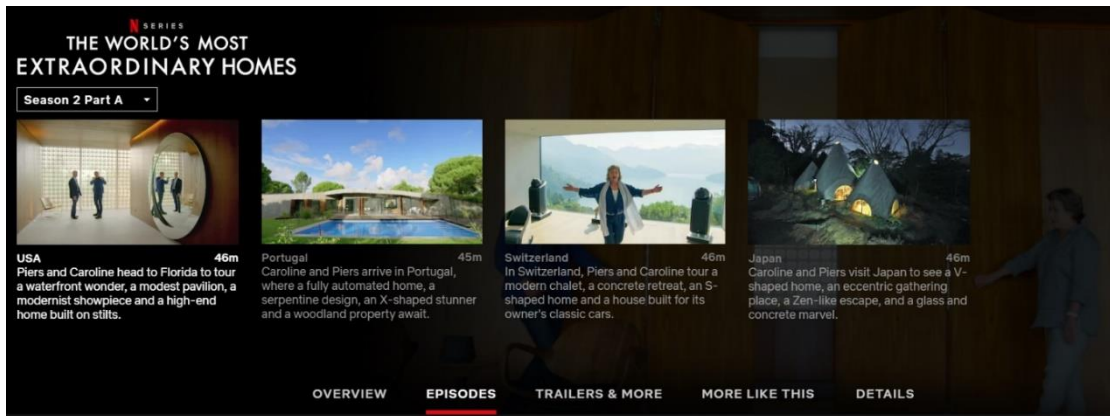 N SERIES
THE WORLD'S MOST
EXTRAORDINARY HOMES
Season 2 Part A
USA 46m
Piers and Caroline head to Florida to tour
a waterfront wonder, a modest pavilion, a
modernist showpiece and a high-end
home built on stilts.
Portugal 45m
Caroline and Piers arrive in Portugal,
where a fully automated home, a
serpentine design, an X-shaped stunner
and a woodland property await.
Switzerland 46m
In Switzerland, Piers and Caroline tour a
modern chalet, a concrete retreat, an S-
shaped home and a house built for its
owner's classic cars.
Japan 46m
Caroline and Piers visit Japan to see a V-
shaped home, an eccentric gathering
place, a Zen-like escape, and a glass and
concrete marvel.
OVERVIEW EPISODES TRAILERS & MORE MORE LIKE THIS DETAILS